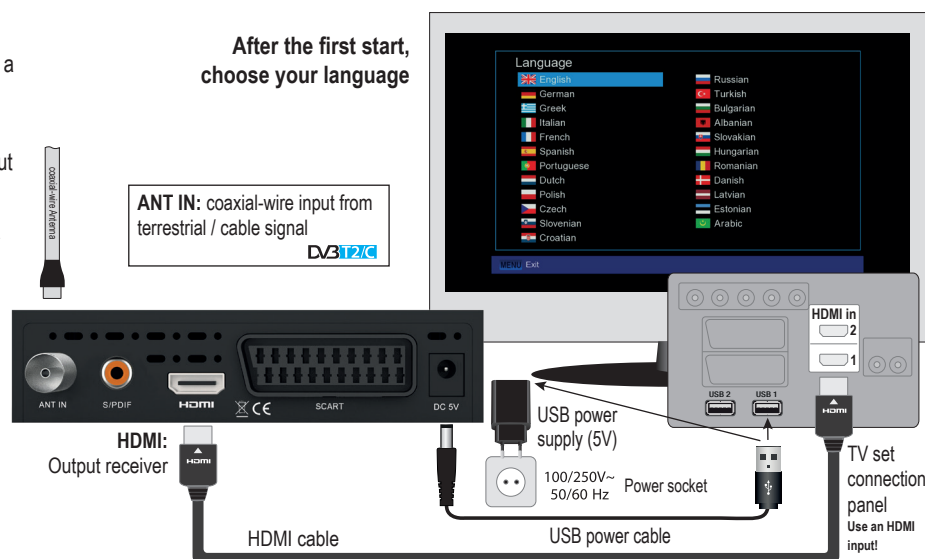 a
ut
After the first start,
choose your language
coaxial-wire Antenna
ANT IN: coaxial-wire input from
terrestrial / cable signal
DVB T2/C
Language
English
German
Greek
Italian
French
Spanish
Portuguese
Dutch
Polish
Czech
Slovenian
Croatian
Russian
Turkish
Bulgarian
Albanian
Slovakian
Hungarian
Romanian
Danish
Latvian
Estonian
Arabic
MENU Exit
HDMI in
2
1
USB 2
USB 1
HDMI
ANT IN
S/PDIF
HDMI
CE
SCART
DC 5V
HDMI:
Output receiver
HDMI
USB power
supply (5V)
100/250V~
50/60 Hz
Power socket
TV set
connection
panel
Use an HDMI
input!
HDMI cable
USB power cable